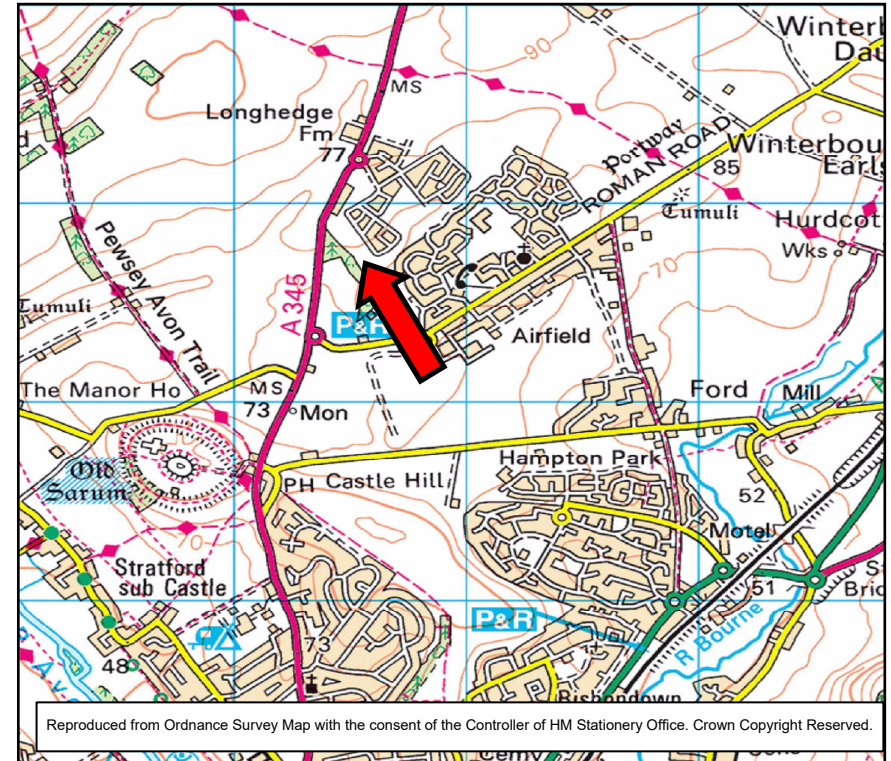 Winterl
Dau
90
MS
Longhedge
Fm
77
d
Portway
ROMAN ROAD
Winterbou
Earls
85
Tumuli
Hurdcot
Wks
Pewsey Avon Trail
70
Tumuli
A 345
P&R
Airfield
The Manor Ho
MS
73
Mon
Ford
Mill
Old
Sarum
PH
Castle Hill
Hampton Park
52
Motel
Stratford
sub Castle
51
S
Bric
P&R
R Bourne
48
73
Bishopdown
Reproduced from Ordnance Survey Map with the consent of the Controller of HM Stationery Office. Crown Copyright Reserved.
Cemy